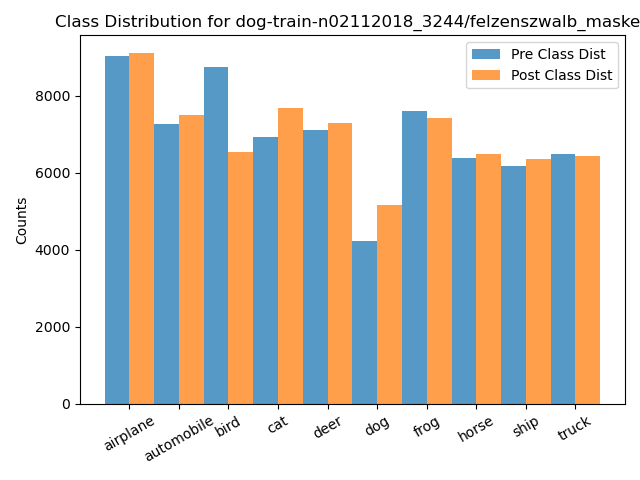 Class Distribution for dog-train-n02112018_3244/felzenszwalb_maske
Pre Class Dist
Post Class Dist
Counts
8000
6000
4000
2000
0
airplane
automobile
bird
cat
deer
dog
frog
horse
ship
truck